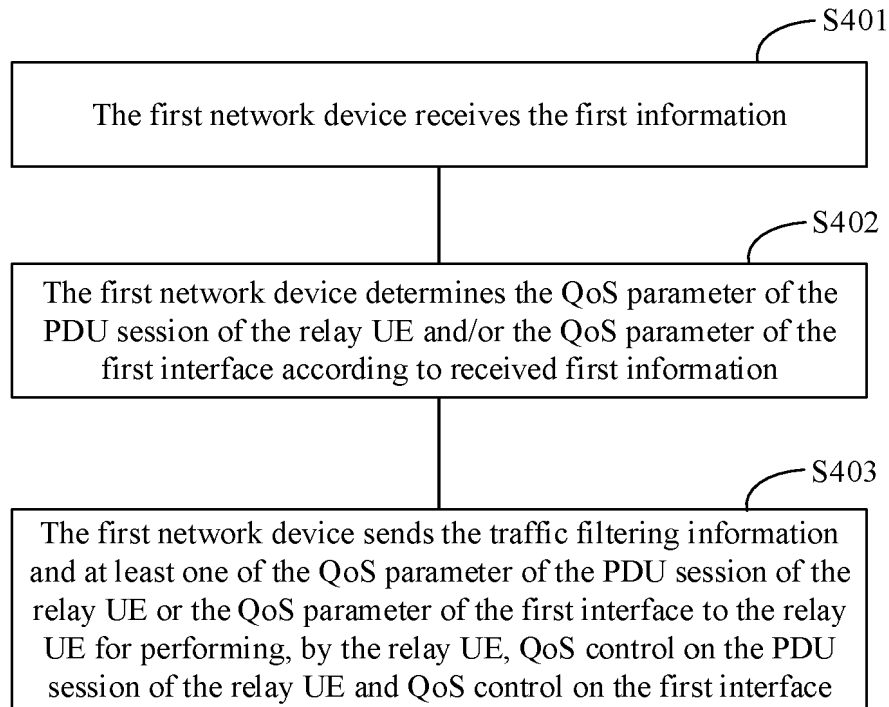 S401
The first network device receives the first information
S402
The first network device determines the QoS parameter of the
PDU session of the relay UE and/or the QoS parameter of the
first interface according to received first information
S403
The first network device sends the traffic filtering information
and at least one of the QoS parameter of the PDU session of the
relay UE or the QoS parameter of the first interface to the relay
UE for performing, by the relay UE, QoS control on the PDU
session of the relay UE and QoS control on the first interface